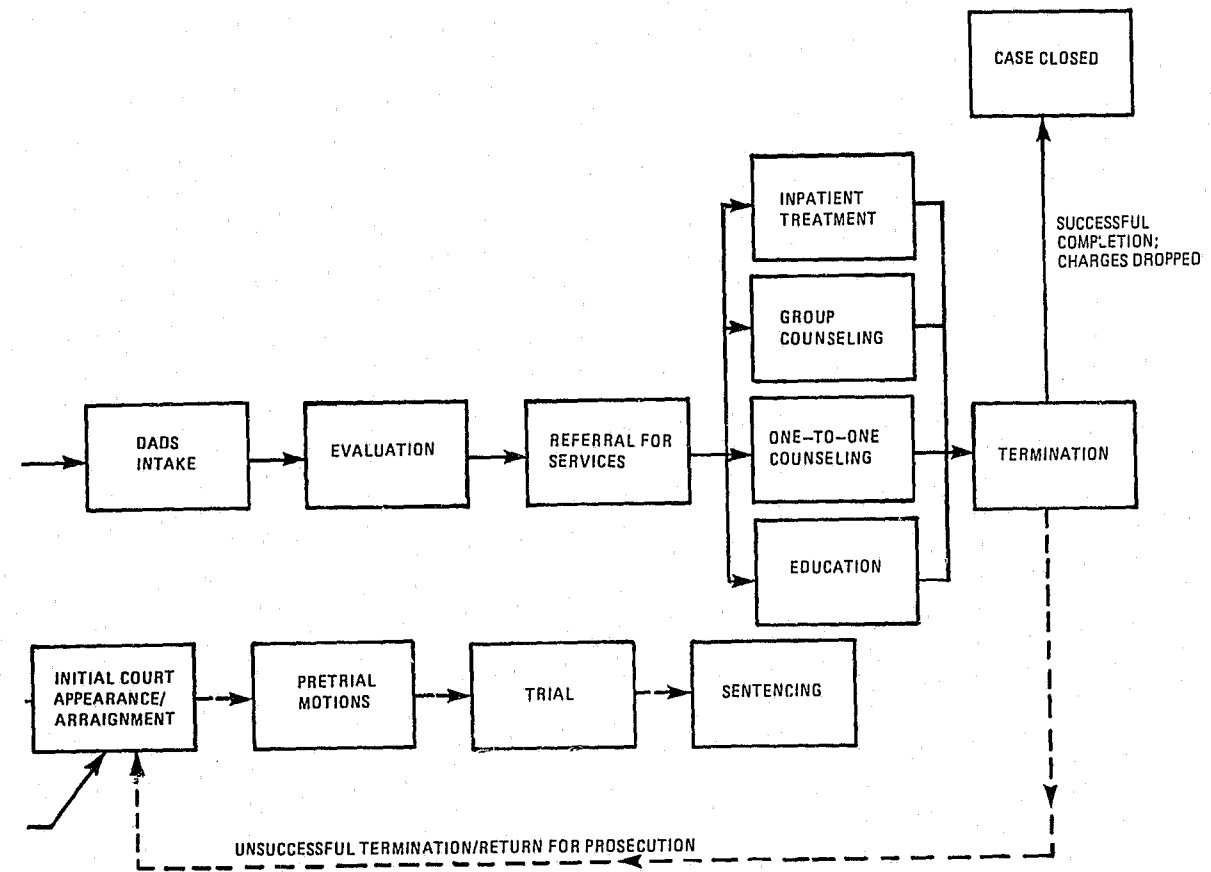 CASE CLOSED
INPATIENT
TREATMENT
SUCCESSFUL
COMPLETION;
CHARGES DROPPED
GROUP
COUNSELING
DADS
INTAKE
EVALUATION
REFERRAL FOR
SERVICES
ONE–TO–ONE
COUNSELING
TERMINATION
EDUCATION
INITIAL COURT
APPEARANCE/
ARRAIGNMENT
PRETRIAL
MOTIONS
TRIAL
SENTENCING
UNSUCCESSFUL TERMINATION/RETURN FOR PROSECUTION